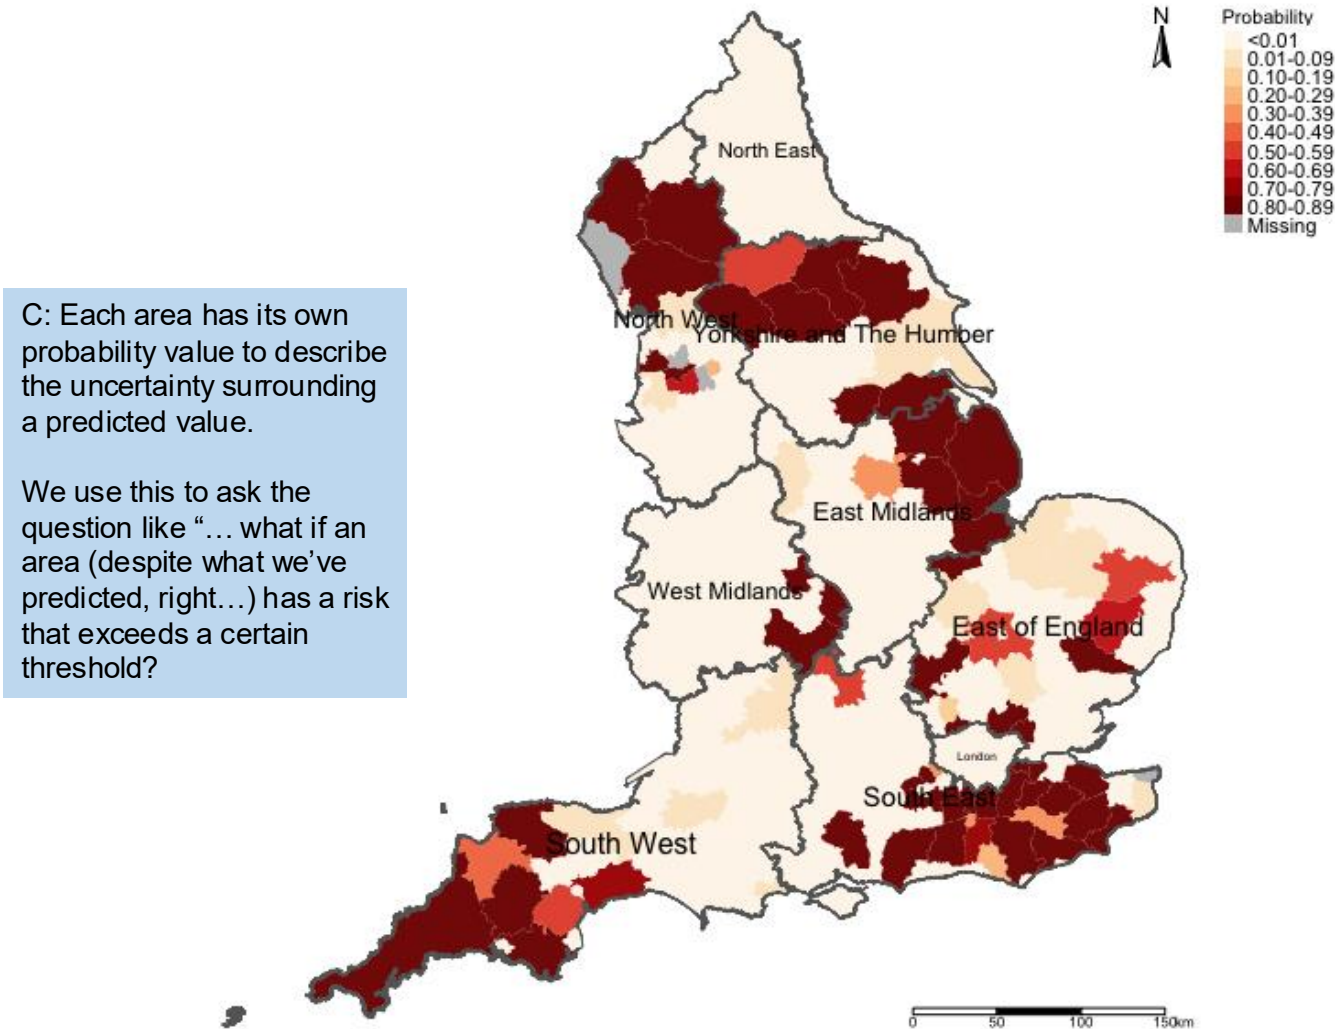 N
Probability
<0.01
0.01-0.09
0.10-0.19
0.20-0.29
0.30-0.39
0.40-0.49
0.50-0.59
0.60-0.69
0.70-0.79
0.80-0.89
Missing
North East
C: Each area has its own
probability value to describe
the uncertainty surrounding
a predicted value.
We use this to ask the
question like “… what if an
area (despite what we’ve
predicted, right…) has a risk
that exceeds a certain
threshold?
North West
Yorkshire and The Humber
East Midlands
West Midlands
East of England
London
South East
South West
0 50 100 150km